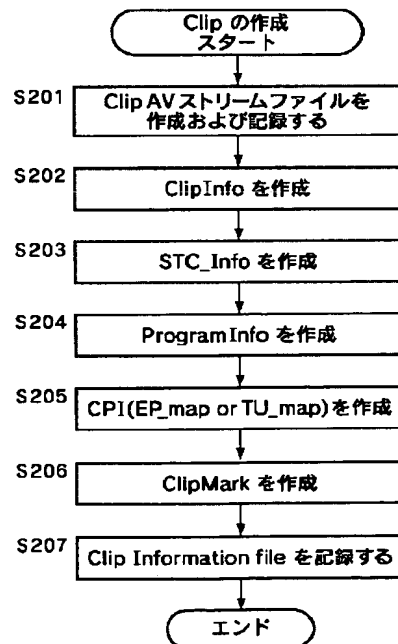 Clip の作成
スタート
S201
Clip AVストリームファイルを
作成および記録する
S202
ClipInfo を作成
S203
STC_Info を作成
S204
ProgramInfo を作成
S205
CPI(EP_map or TU_map)を作成
S206
ClipMark を作成
S207
Clip Information file を記録する
エンド